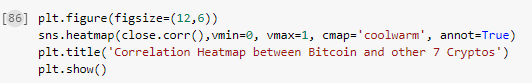 [86] plt.figure(figsize=(12,6))
sns.heatmap(close.corr(),vmin=0, vmax=1, cmap='coolwarm', annot=True)
plt.title('Correlation Heatmap between Bitcoin and other 7 Cryptos')
plt.show()